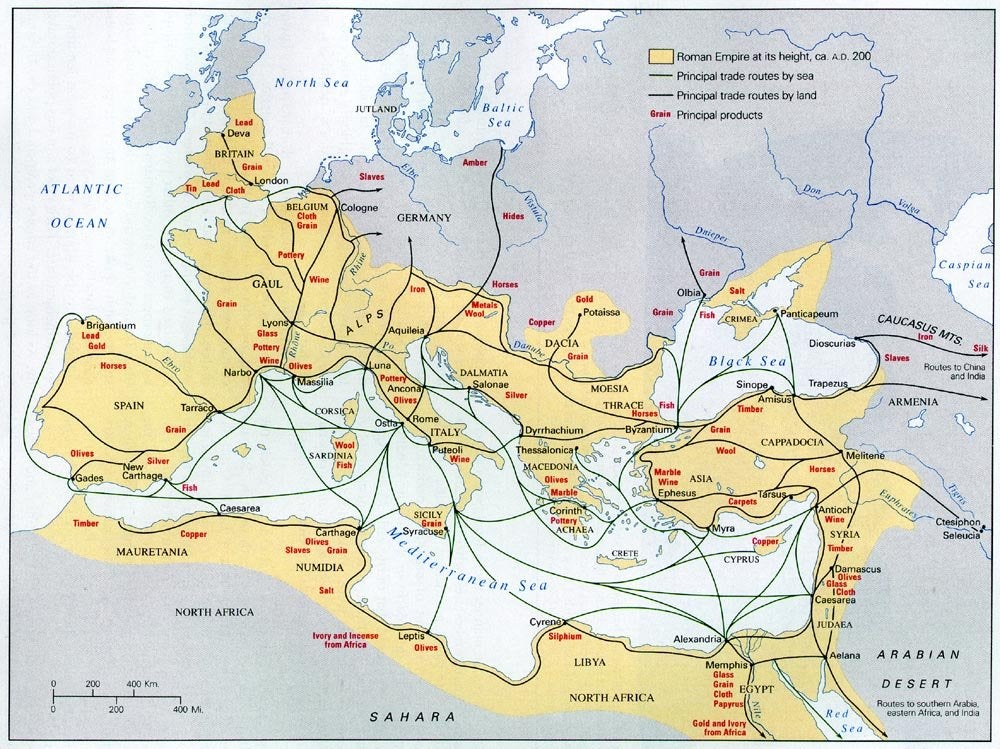 Roman Empire at its height, ca. A.D. 200
Principal trade routes by sea
Principal trade routes by land
Grain Principal products
North Sea
JUTLAND
Baltic
Sea
Lead
Deva
BRITAIN
Grain
London
Tin
Lead
Cloth
ATLANTIC
OCEAN
Slaves
Elbe
Amber
Vistula
Hides
BELGIUM
Cloth
Grain
Cologne
GERMANY
Don
Volga
Dnieper
Caspian
Sea
Pottery
Wine
Rhine
GAUL
Grain
Iron
Horses
Metals
Wool
Gold
Potaissa
Copper
DACIA
Grain
Danube
Grain
Grain
Olbia
Salt
Fish
CRIMEA
Panticapeum
Brigantium
Lead
Gold
Horses
Ebro
Lyons
Glass
Pottery
Wine
Rhône
Olives
ALPS
Po
Aquileia
Narbo
Massilia
Luna
Pottery
Ancona
Olives
DALMATIA
Salonae
Silver
MOESIA
THRACE
Horses
Fish
Byzantium
Black Sea
Dioscurias
CAUCASUS MTS.
Iron
Silk
Slaves
Routes to China
and India
Sinope
Amisus
Trapezus
Timber
ARMENIA
SPAIN
Tarraco
Grain
CORSICA
Ostia
Rome
ITALY
Puteoli
Wine
Wool
SARDINIA
Fish
Dyrrhachium
Thessalonica
MACEDONIA
Olives
Marble
Grain
Wool
CAPPADOCIA
Melitene
Horses
Olives
Silver
New
Carthage
Gades
Fish
Marble
Wine
Ephesus
ASIA
Carpets
Tarsus
Tigris
Euphrates
Ctesiphon
Seleucia
Timber
Caesarea
Copper
MAURETANIA
Carthage
Olives
Slaves
Grain
NUMIDIA
SICILY
Grain
Syracuse
Corinth
Pottery
ACHAEA
CRETE
Myra
Copper
CYPRUS
Antioch
Wine
SYRIA
Timber
Mediterranean Sea
Salt
Damascus
Olives
Glass
Cloth
Caesarea
JUDAEA
NORTH AFRICA
Ivory and Incense
from Africa
Leptis
Olives
Cyrene
Silphium
LIBYA
Alexandria
Memphis
Glass
Grain
Cloth
Papyrus
EGYPT
Nile
Aelana
ARABIAN
DESERT
Routes to southern Arabia,
eastern Africa, and India
Red
Sea
NORTH AFRICA
Gold and Ivory
from Africa
SAHARA
0 200 400 Km.
0 200 400 Mi.